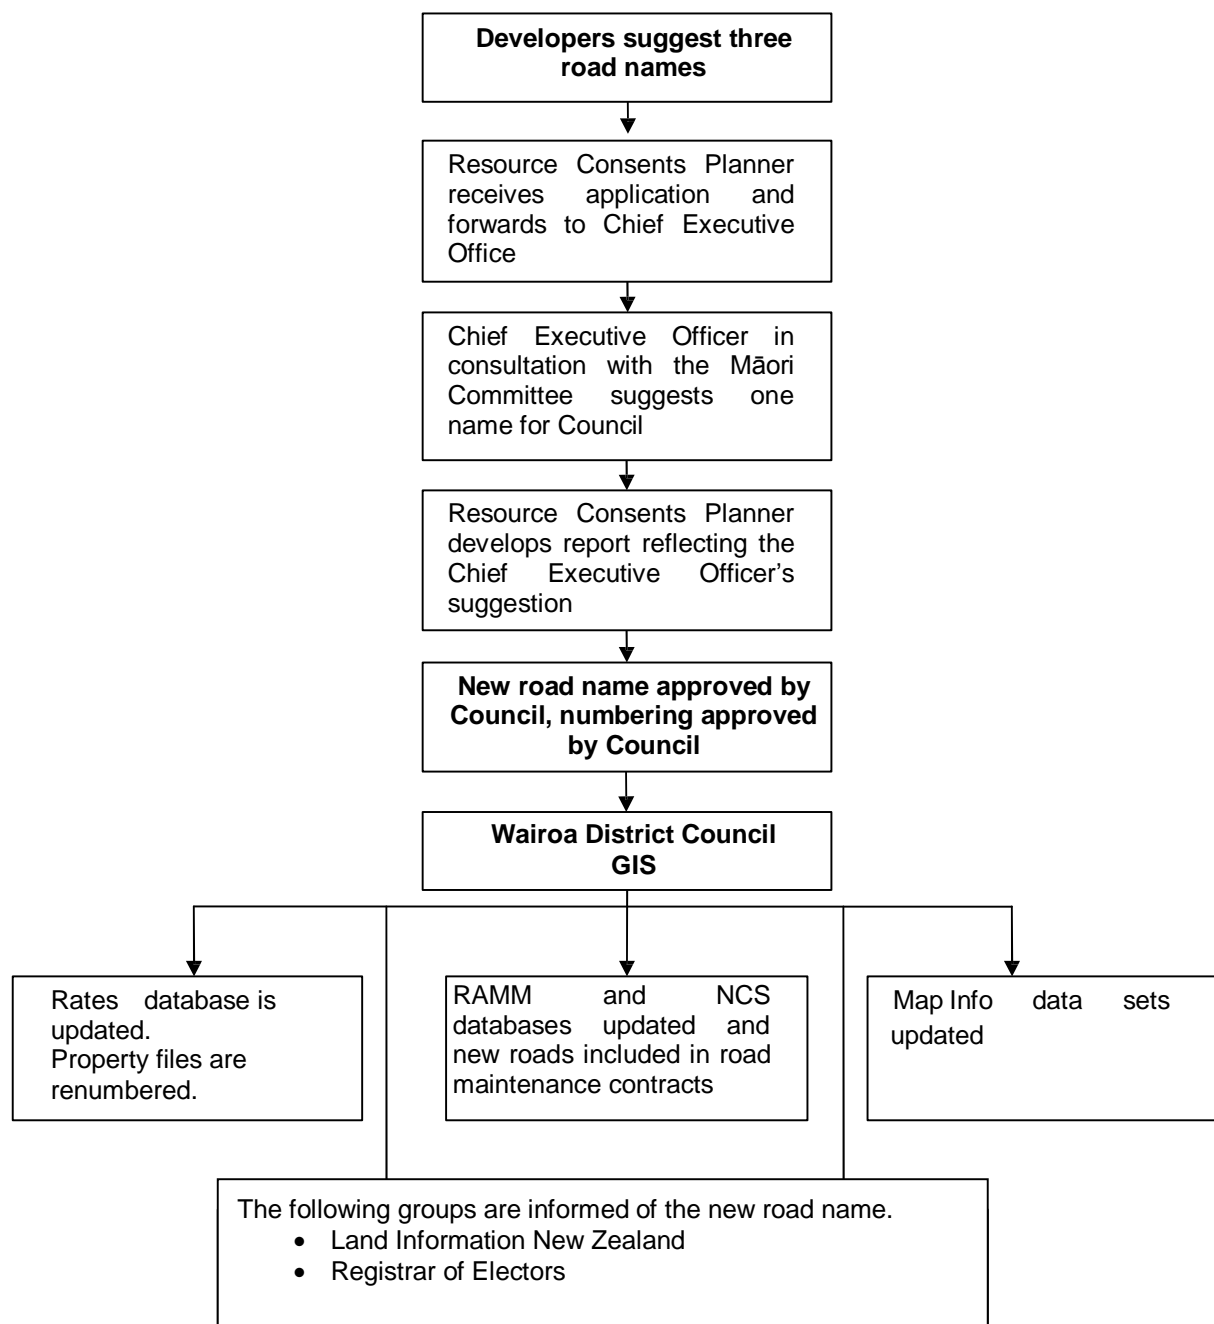 Developers suggest three
road names
Resource Consents Planner
receives application and
forwards to Chief Executive
Office
Chief Executive Officer in
consultation with the Māori
Committee suggests one
name for Council
Resource Consents Planner
develops report reflecting the
Chief Executive Officer’s
suggestion
New road name approved by
Council, numbering approved
by Council
Wairoa District Council
GIS
Rates database is
updated.
Property files are
renumbered.
RAMM and NCS
databases updated and
new roads included in road
maintenance contracts
Map Info data sets
updated
The following groups are informed of the new road name.
• Land Information New Zealand
• Registrar of Electors